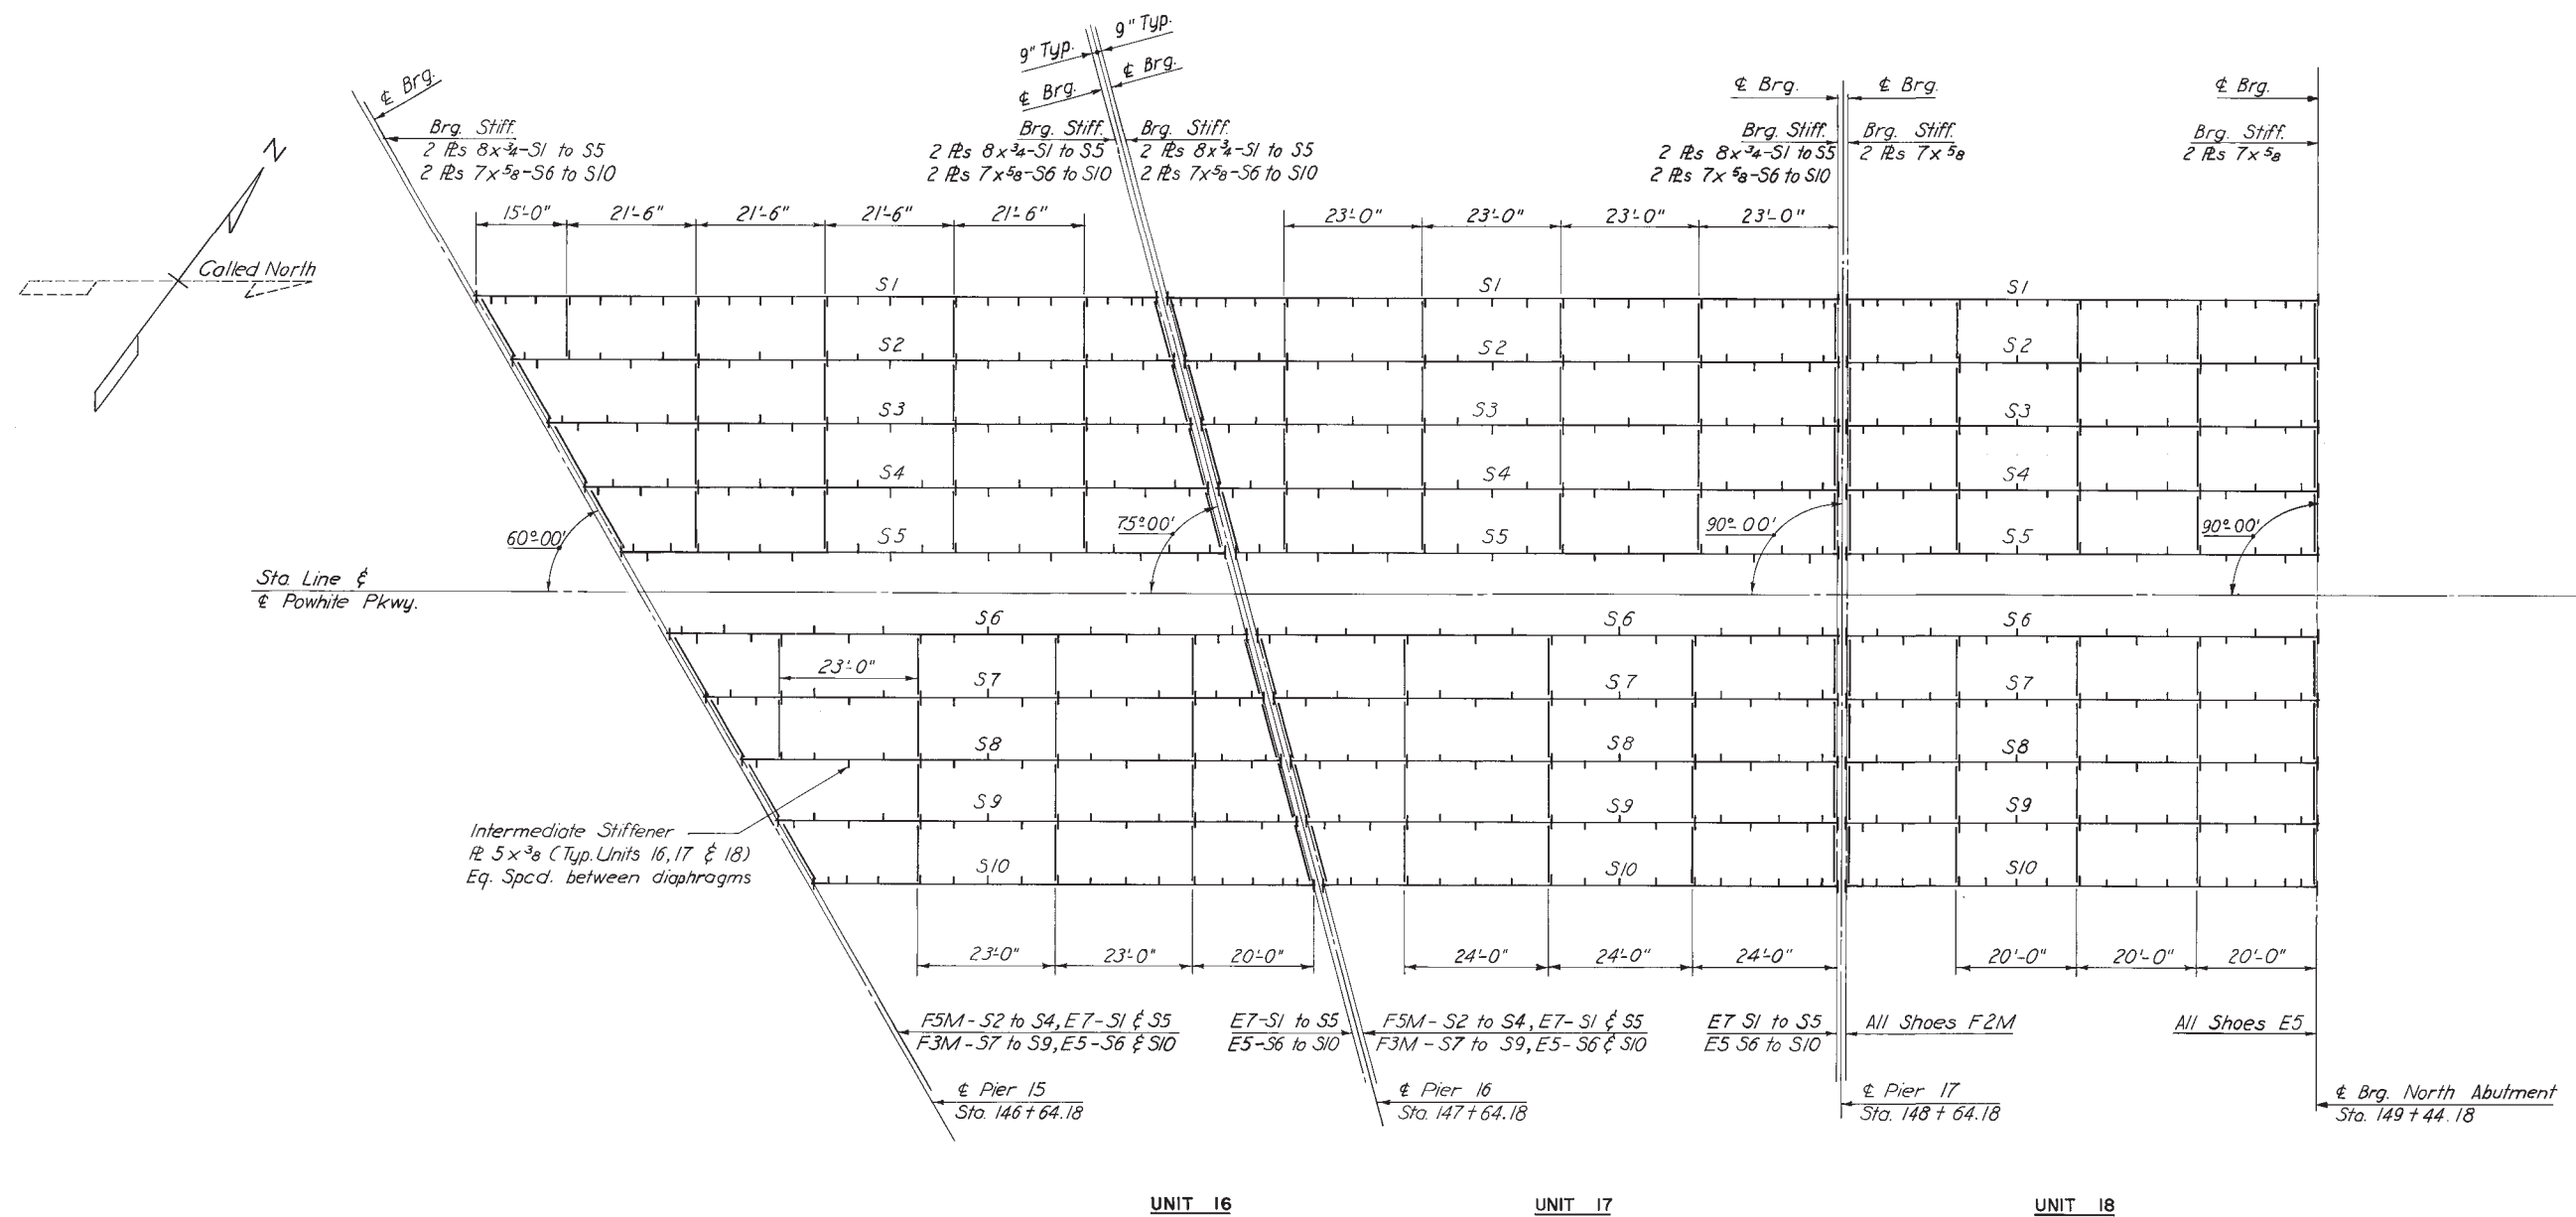 9" Typ.
9" Typ.
℄ Brg.
℄ Brg.
℄ Brg.
℄ Brg.
℄ Brg.
℄ Brg.
Brg. Stiff.
2 ℞s 8x¾-S1 to S5
2 ℞s 7x⅝-S6 to S10
Brg. Stiff.
2 ℞s 8x¾-S1 to S5
2 ℞s 7x⅝-S6 to S10
Brg. Stiff.
2 ℞s 8x¾-S1 to S5
2 ℞s 7x⅝-S6 to S10
Brg. Stiff.
2 ℞s 8x¾-S1 to S5
2 ℞s 7x⅝-S6 to S10
Brg. Stiff.
2 ℞s 7x⅝
Brg. Stiff.
2 ℞s 7x⅝
N
Called North
15'-0" 21'-6" 21'-6" 21'-6" 21'-6" 23'-0" 23'-0" 23'-0" 23'-0"
S1 S1 S1
S2 S2 S2
S3 S3 S3
S4 S4 S4
60°00' 75°00' 90°00' 90°00'
S5 S5 S5
Sta. Line &
℄ Powhite Pkwy.
S6 S6 S6
23'-0"
S7 S7 S7
S8 S8 S8
S9 S9 S9
S10 S10 S10
Intermediate Stiffener
℞ 5x⅜ (Typ. Units 16, 17 & 18)
Eq. Spcd. between diaphragms
23'-0" 23'-0" 20'-0" 24'-0" 24'-0" 24'-0" 20'-0" 20'-0" 20'-0"
F5M-S2 to S4, E7-S1 & S5
F3M-S7 to S9, E5-S6 & S10
E7-S1 to S5
E5-S6 to S10
F5M-S2 to S4, E7-S1 & S5
F3M-S7 to S9, E5-S6 & S10
E7 S1 to S5
E5 S6 to S10
All Shoes F2M
All Shoes E5
℄ Pier 15
Sta. 146+64.18
℄ Pier 16
Sta. 147+64.18
℄ Pier 17
Sta. 148+64.18
℄ Brg. North Abutment
Sta. 149+44.18
UNIT 16
UNIT 17
UNIT 18